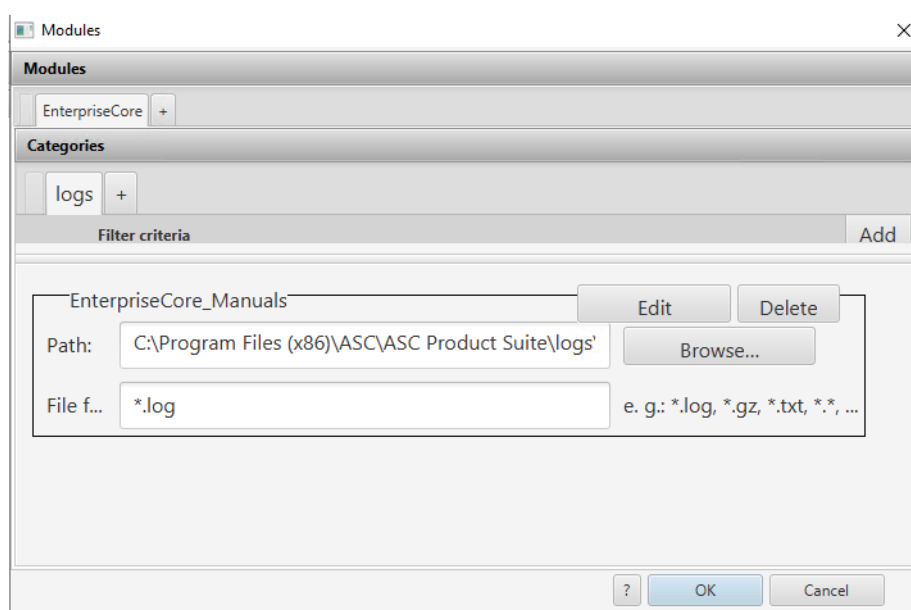 Modules
Modules
EnterpriseCore +
Categories
logs +
Filter criteria Add
EnterpriseCore_Manuals Edit Delete
Path: C:\Program Files (x86)\ASC\ASC Product Suite\logs\ Browse...
File f... *.log e. g.: *.log, *.gz, *.txt, *.*, ...
? OK Cancel